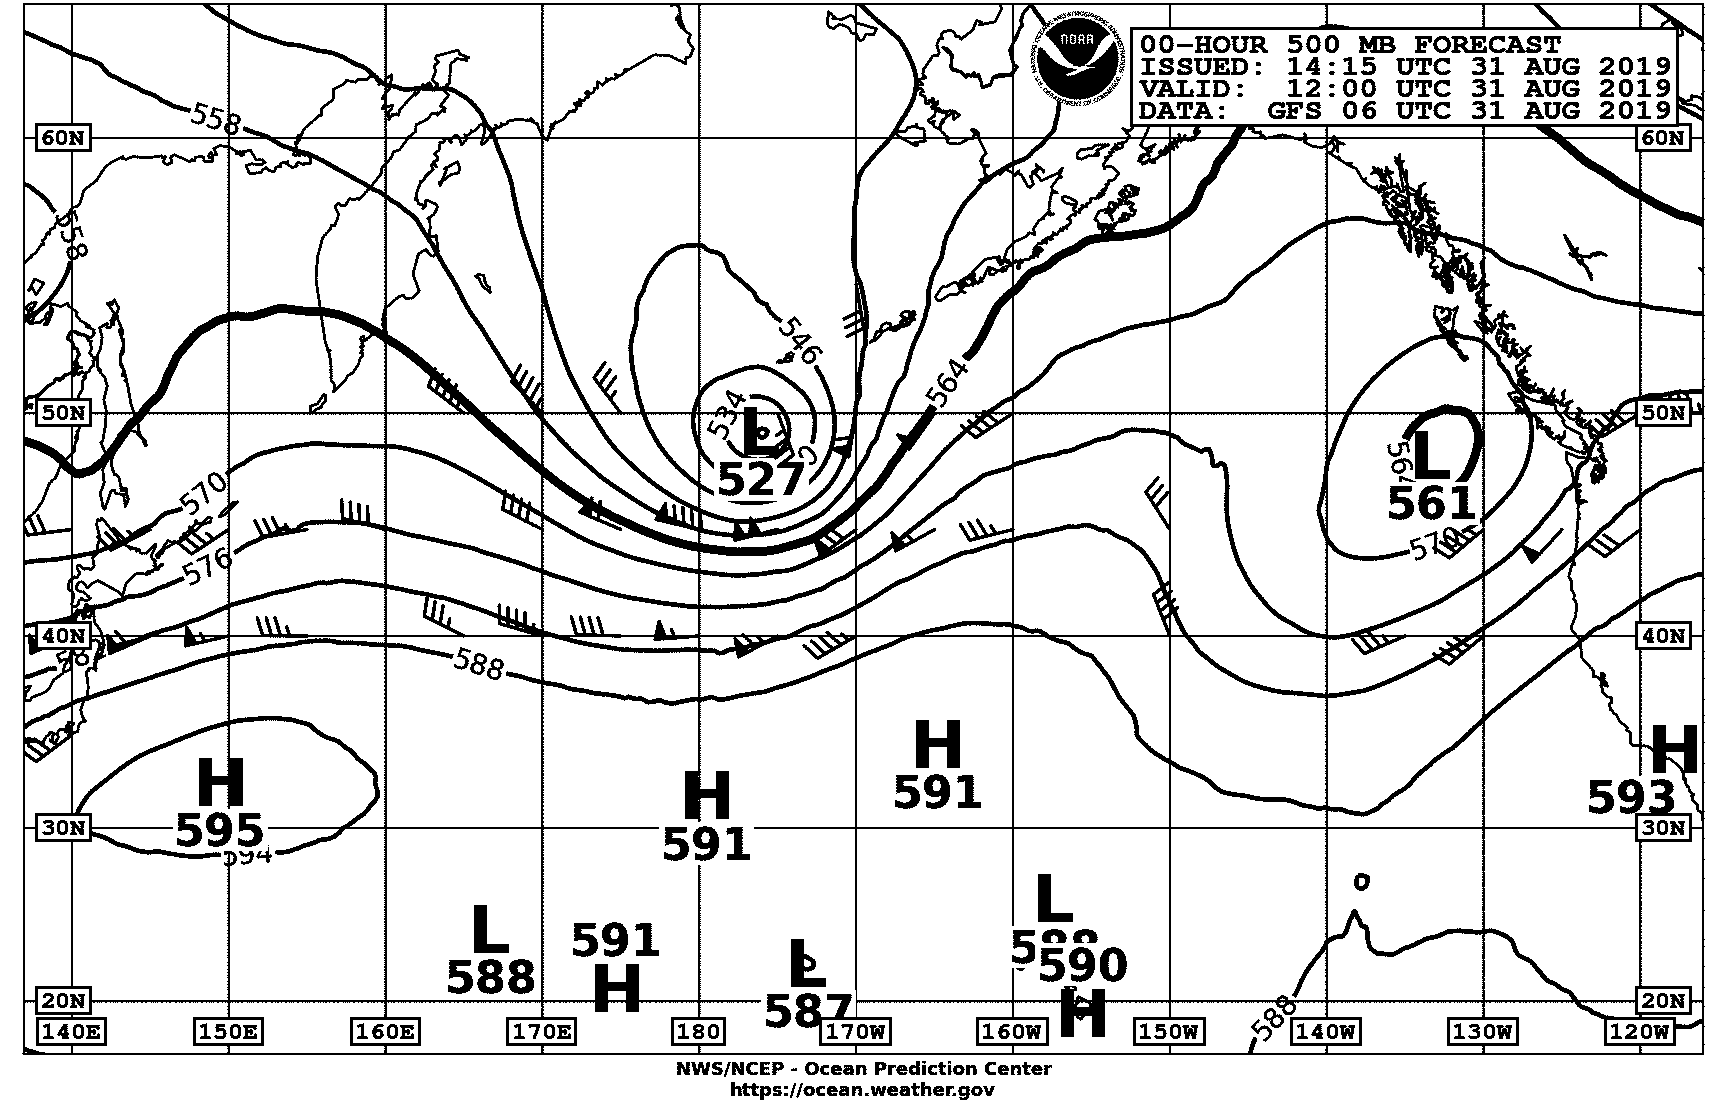 NOAA
00-HOUR 500 MB FORECAST
ISSUED: 14:15 UTC 31 AUG 2019
VALID: 12:00 UTC 31 AUG 2019
DATA: GFS 06 UTC 31 AUG 2019
558
60N
60N
558
546
564
534
50N
50N
L
527
L
561
570
570
576
40N
40N
588
H
591
H
593
H
595
H
591
30N
30N
594
L
L
588
591
H
L
587
590
H
20N
20N
588
140E 150E 160E 170E 180 170W 160W 150W 140W 130W 120W
NWS/NCEP - Ocean Prediction Center
https://ocean.weather.gov